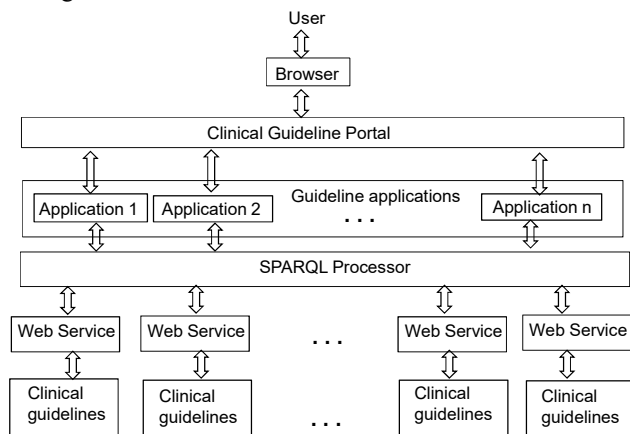 User
Browser
Clinical Guideline Portal
Guideline applications
Application 1
Application 2
. . .
Application n
SPARQL Processor
Web Service
Web Service
. . .
Web Service
Web Service
Clinical
guidelines
Clinical
guidelines
. . .
Clinical
guidelines
Clinical
guidelines